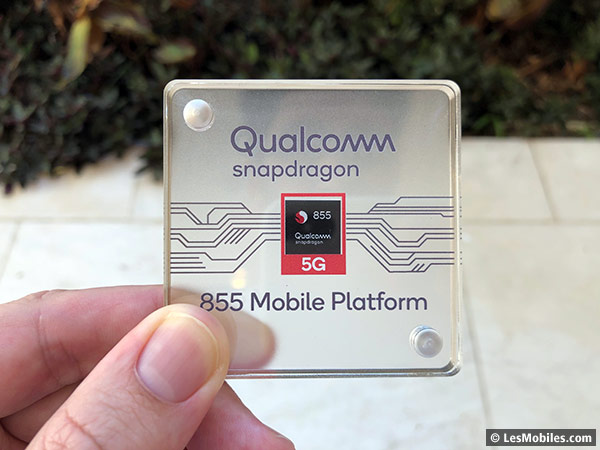 Qualcomm
snapdragon
855
Qualcomm
snapdragon
5G
855 Mobile Platform
© LesMobiles.com